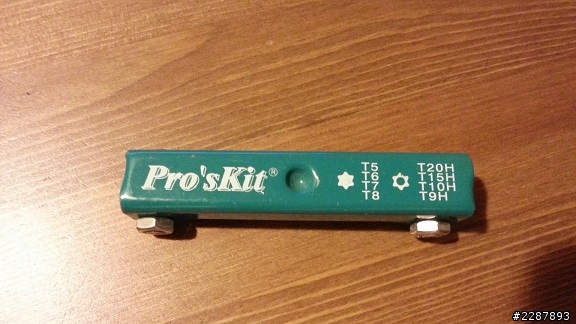 Pro'sKit®
T5
T6
T7
T8
T20H
T15H
T10H
T9H
#2287893